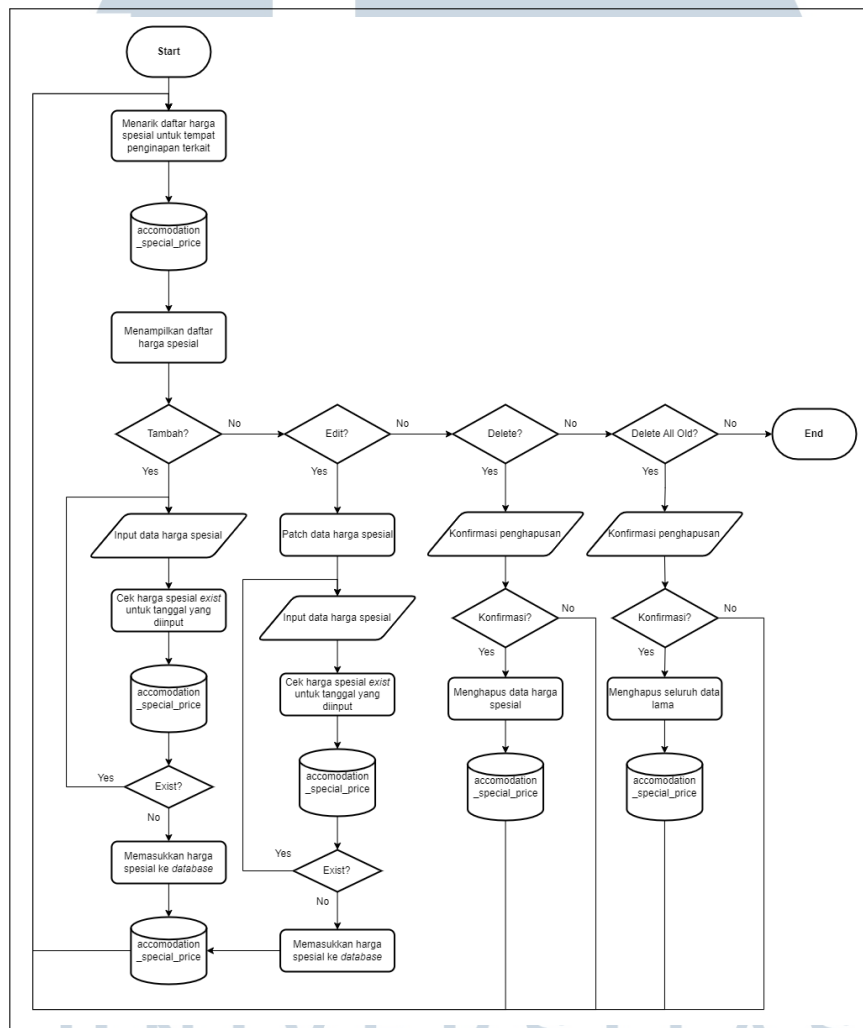 Start
Menarik daftar harga
spesial untuk tempat
penginapan terkait
accomodation
_special_price
Menampilkan daftar
harga spesial
Tambah?
No
Edit?
No
Delete?
No
Delete All Old?
No
End
Yes
Yes
Yes
Yes
Input data harga spesial
Patch data harga spesial
Konfirmasi penghapusan
Konfirmasi penghapusan
Cek harga spesial exist
untuk tanggal yang
diinput
Input data harga spesial
Konfirmasi?
No
Konfirmasi?
No
Yes
Yes
accomodation
_special_price
Cek harga spesial exist
untuk tanggal yang
diinput
Menghapus data harga
spesial
Menghapus seluruh data
lama
Yes
Exist?
No
accomodation
_special_price
accomodation
_special_price
accomodation
_special_price
Memasukkan harga
spesial ke database
Yes
Exist?
No
accomodation
_special_price
Memasukkan harga
spesial ke database